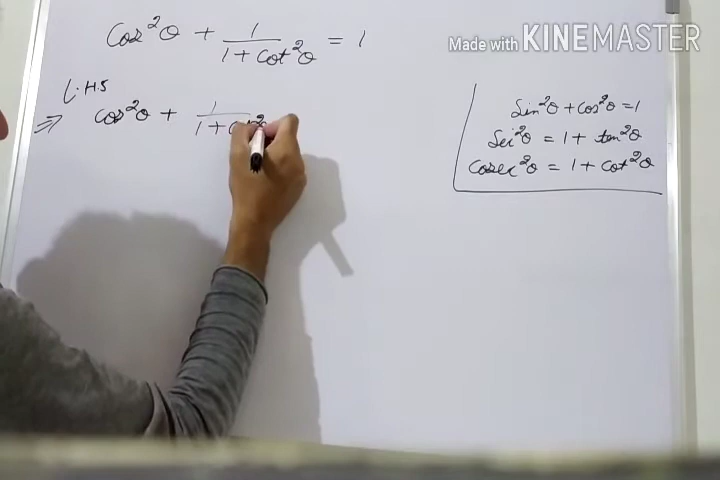 cos²θ + 1/(1 + cot²θ) = 1
L.H.S
⇒ cos²θ + 1/(1 + cot²θ
Made with KINEMASTER
Sin²θ + cos²θ = 1
Sec²θ = 1 + tan²θ
cosec²θ = 1 + cot²θ